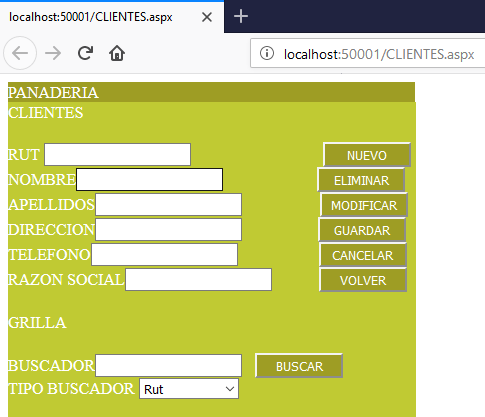 localhost:50001/CLIENTES.aspx
localhost:50001/CLIENTES.aspx
PANADERIA
CLIENTES
RUT NUEVO
NOMBRE ELIMINAR
APELLIDOS MODIFICAR
DIRECCION GUARDAR
TELEFONO CANCELAR
RAZON SOCIAL VOLVER
GRILLA
BUSCADOR BUSCAR
TIPO BUSCADOR Rut